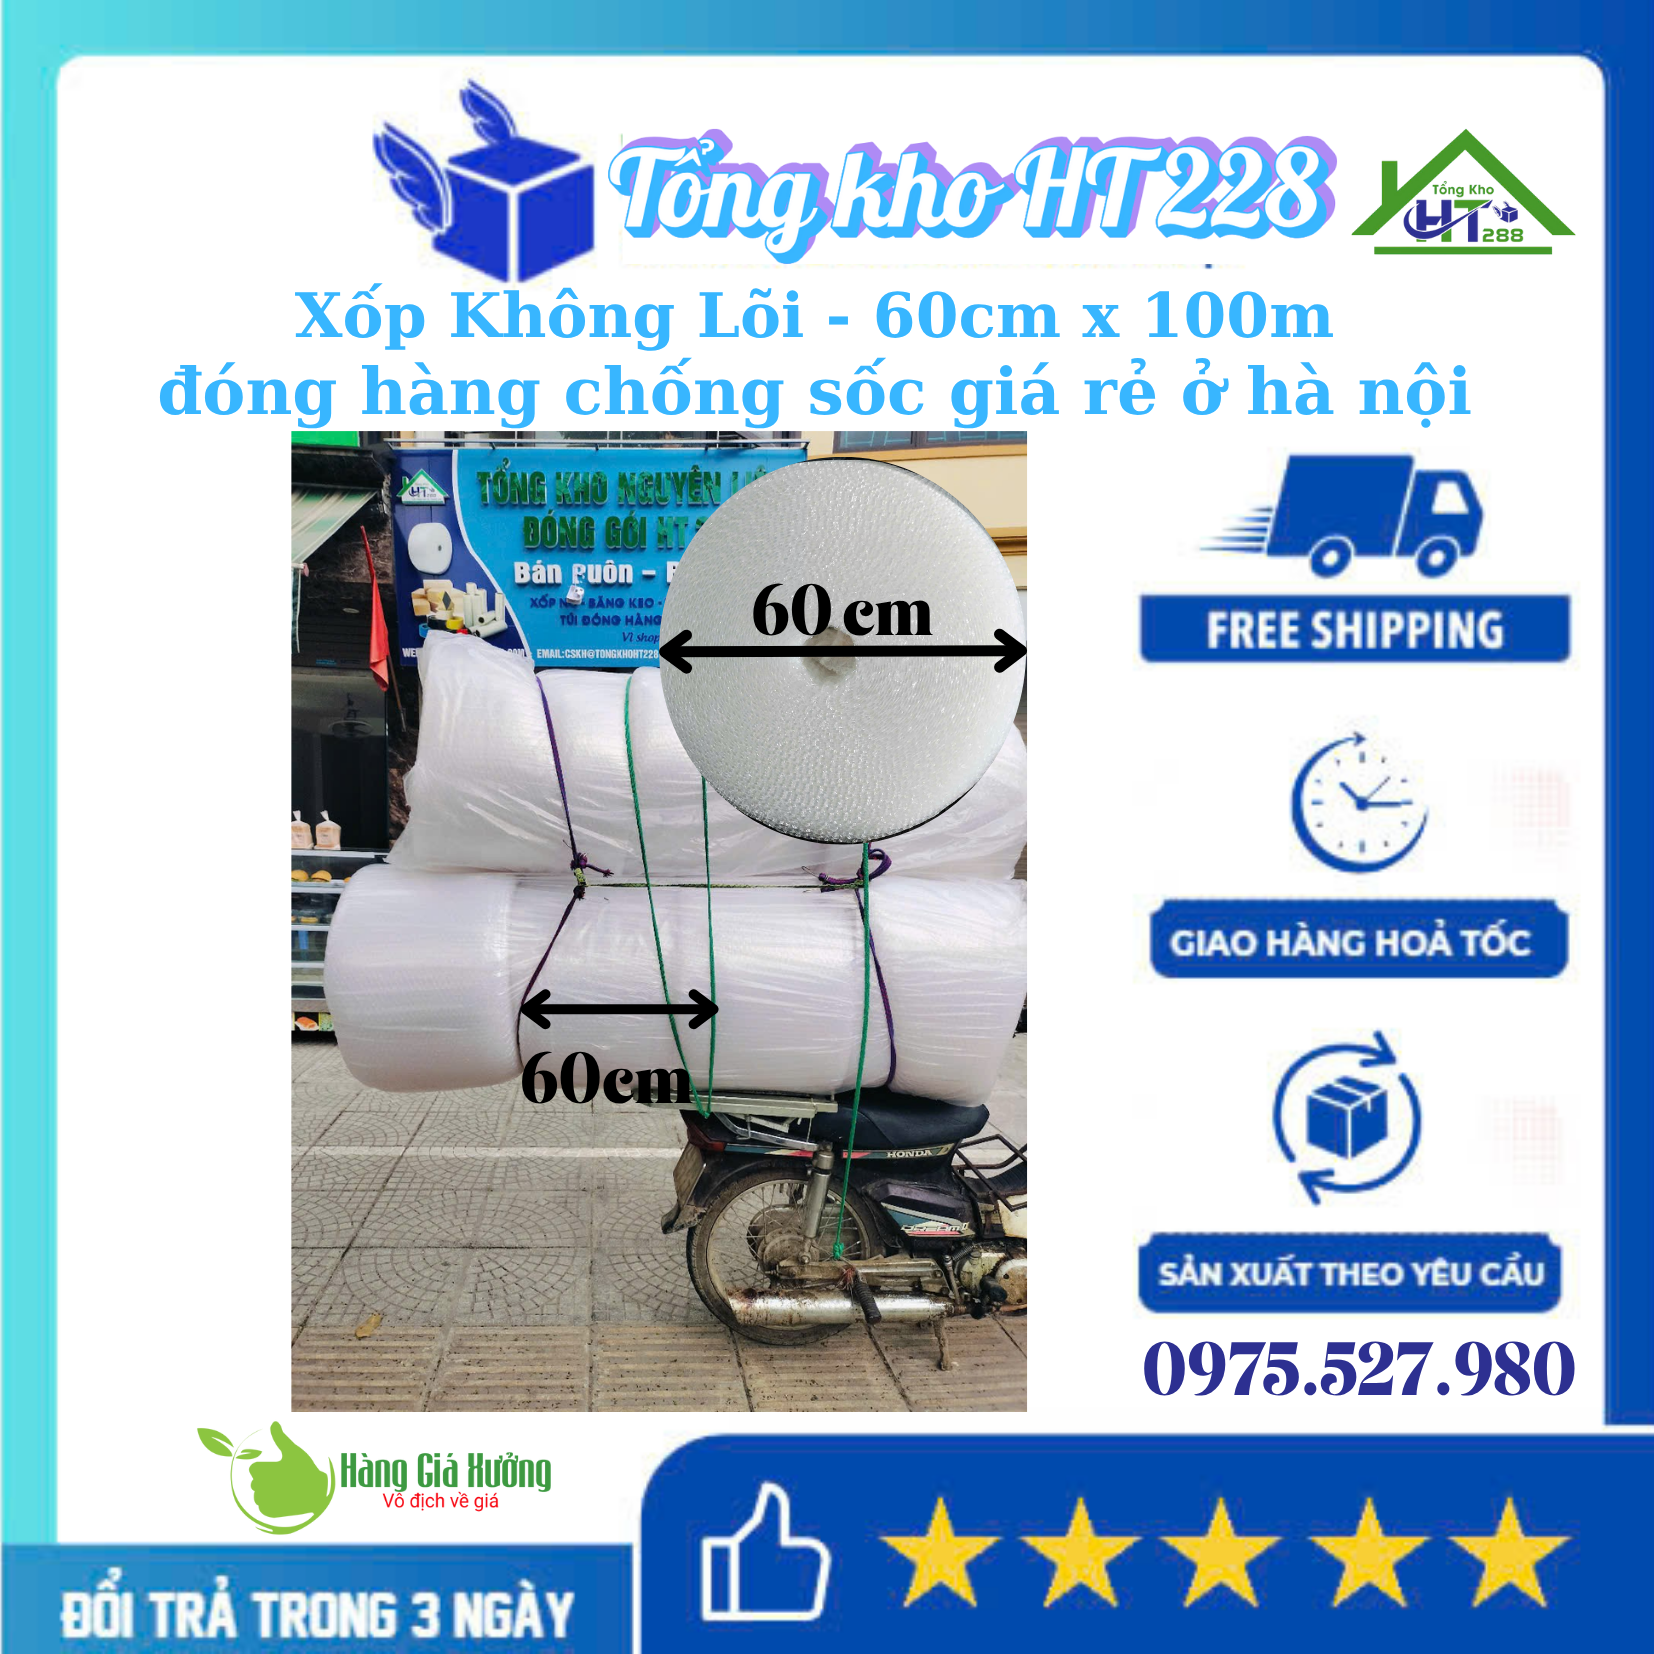 Tổng kho HT 228
Tổng Kho
HT 288
Xốp Không Lõi - 60cm x 100m
đóng hàng chống sốc giá rẻ ở hà nội
TỔNG KHO NGUYÊN
ĐÓNG GÓI HT
Bán Buôn –
XỐP BĂNG KEO -
TÚI ĐÓNG HÀNG
Vì shop
EMAIL:CSKH@TONGKHOHT228
60 cm
60cm
HONDA
FREE SHIPPING
GIAO HÀNG HOẢ TỐC
SẢN XUẤT THEO YÊU CẦU
0975.527.980
Hàng Giá Xưởng
Vô địch về giá
ĐỔI TRẢ TRONG 3 NGÀY